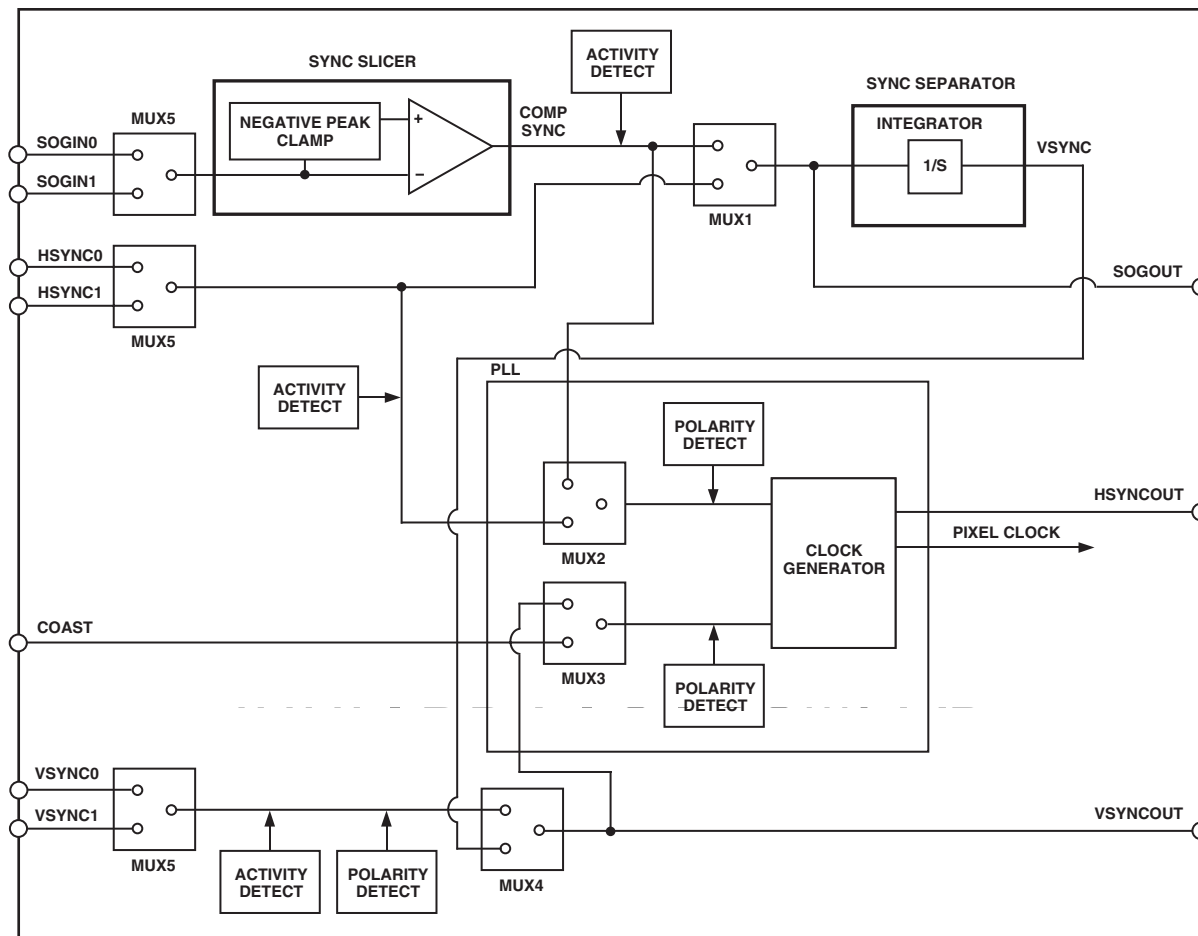 ACTIVITY
DETECT
SYNC SLICER
SYNC SEPARATOR
MUX5
NEGATIVE PEAK
CLAMP
+
−
COMP
SYNC
INTEGRATOR
1/S
VSYNC
SOGIN0
SOGIN1
MUX1
HSYNC0
HSYNC1
MUX5
SOGOUT
PLL
ACTIVITY
DETECT
POLARITY
DETECT
HSYNCOUT
PIXEL CLOCK
MUX2
CLOCK
GENERATOR
COAST
MUX3
POLARITY
DETECT
VSYNC0
VSYNC1
MUX5
VSYNCOUT
ACTIVITY
DETECT
POLARITY
DETECT
MUX4